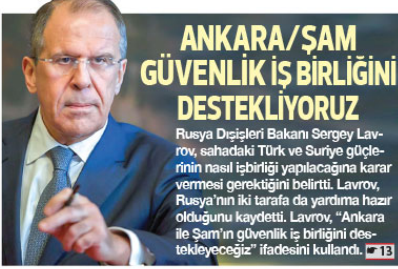 ANKARA/ŞAM
GÜVENLİK İŞ BİRLİĞİNİ
DESTEKLİYORUZ
Rusya Dışişleri Bakanı Sergey Lav-
rov, sahadaki Türk ve Suriye güçle-
rinin nasıl işbirliği yapılacağına karar
vermesi gerektiğini belirtti. Lavrov,
Rusya'nın iki tarafa da yardıma hazır
olduğunu kaydetti. Lavrov, "Ankara
ile Şam'ın güvenlik iş birliğini des-
tekleyeceğiz" ifadesini kullandı. 13